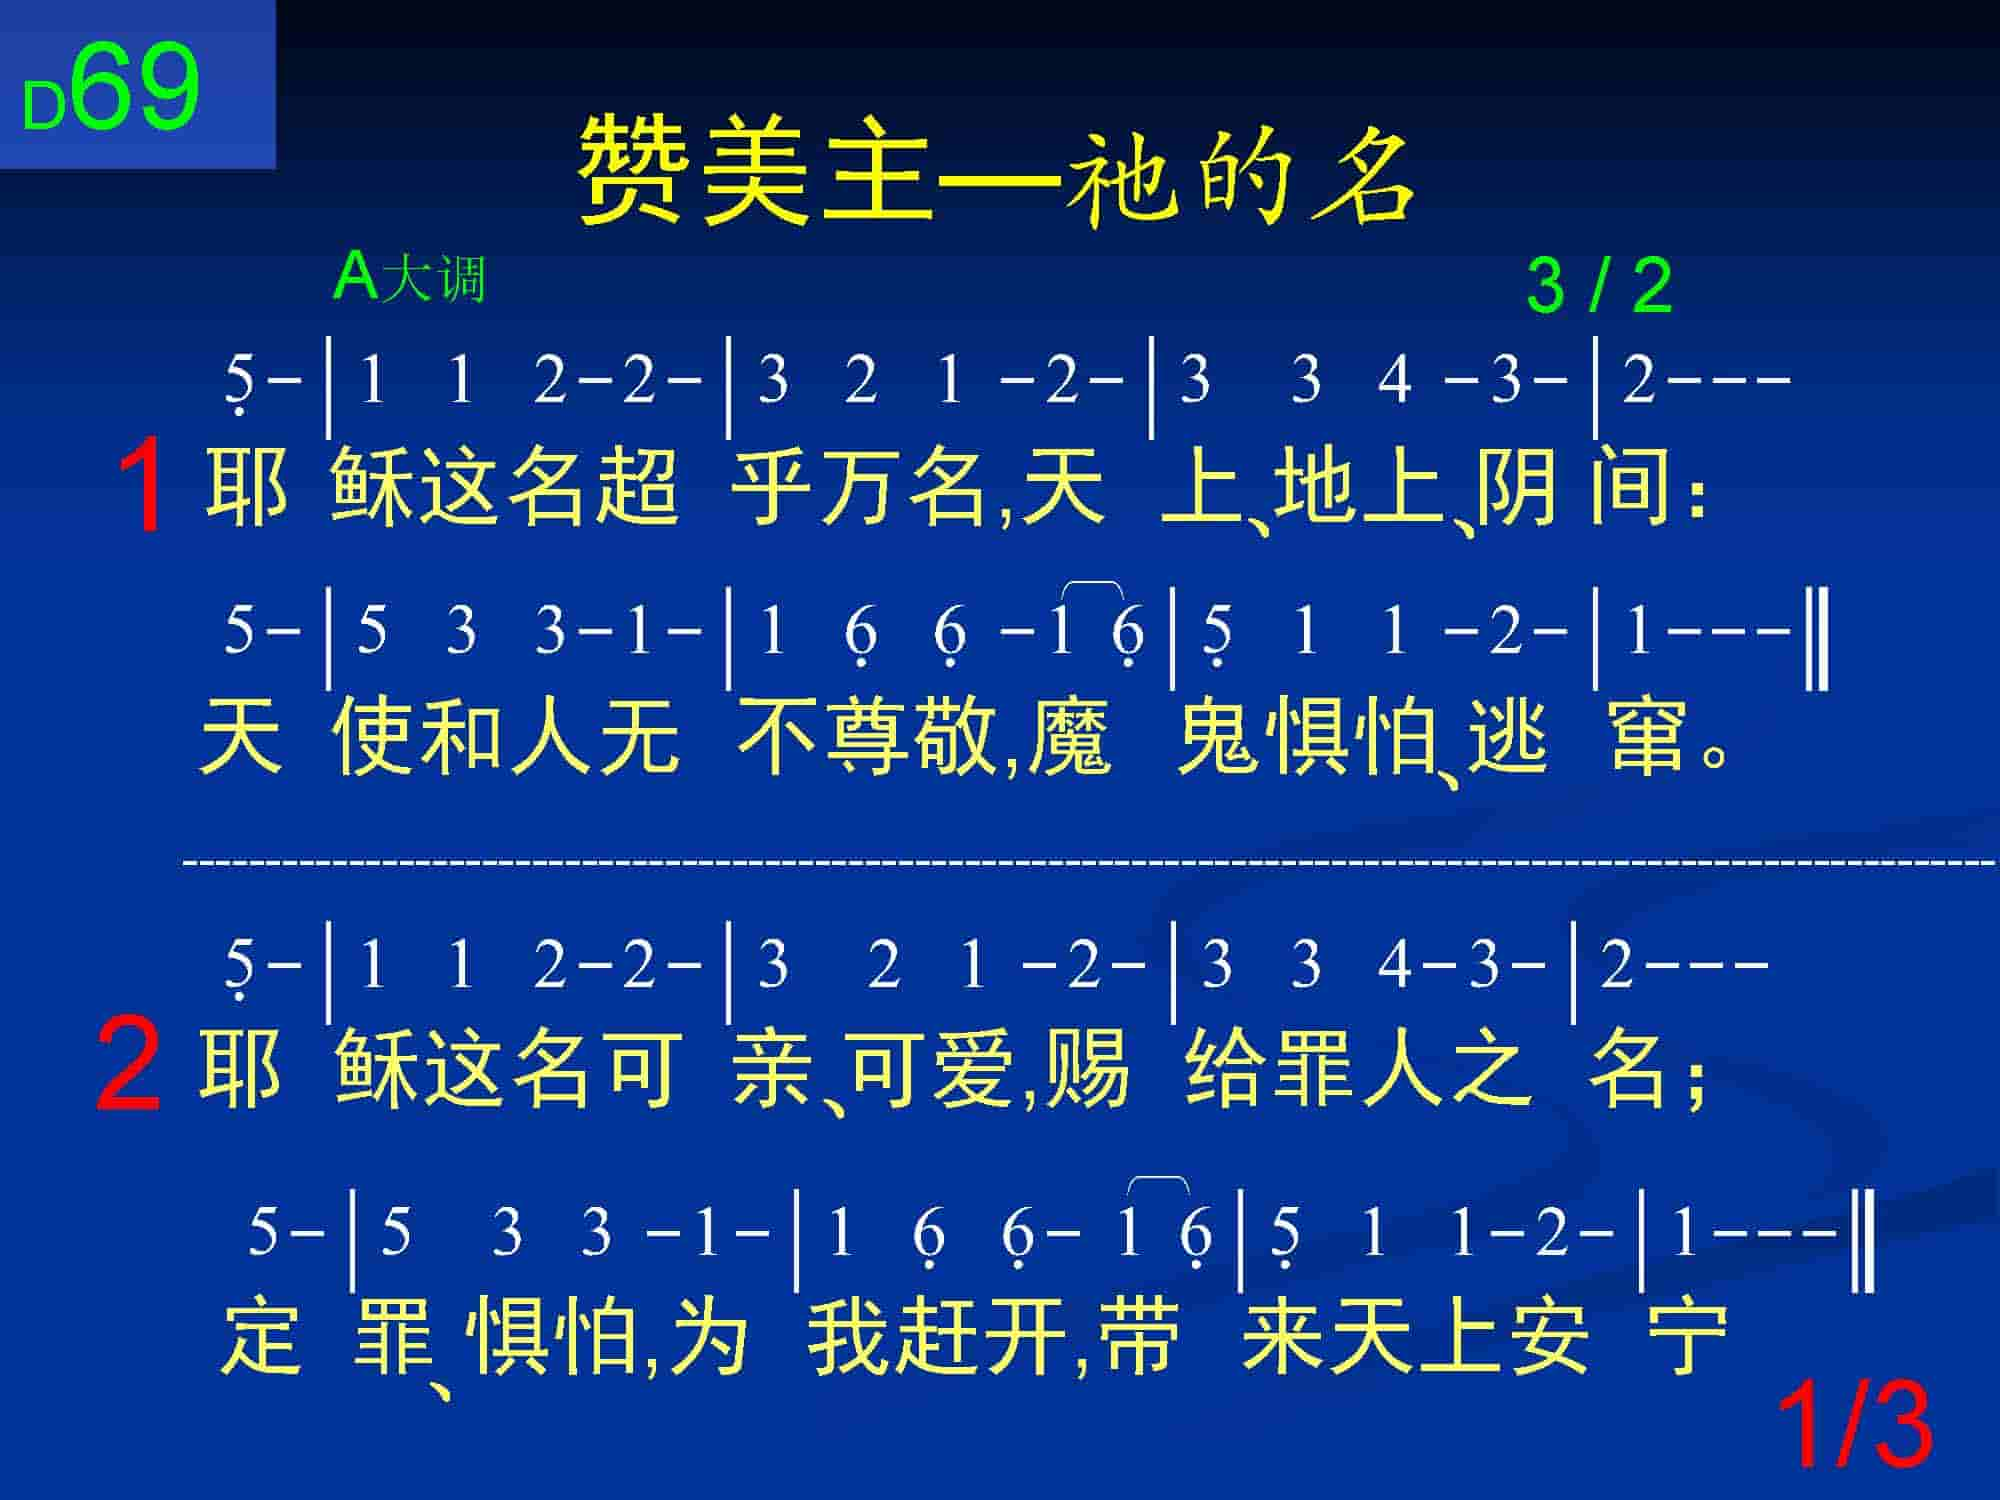 D69
赞美主—祂的名
A大调 3 / 2
5̣- | 1 1 2-2- | 3 2 1 -2- | 3 3 4 -3- | 2---
1 耶 稣这名超 乎万名,天 上、地上、阴 间：
5- | 5 3 3-1- | 1 6̣ 6̣ -1 6̣ | 5̣ 1 1 -2- | 1---‖
天 使和人无 不尊敬,魔 鬼惧怕、逃 窜。
5̣- | 1 1 2-2- | 3 2 1 -2- | 3 3 4-3- | 2---
2 耶 稣这名可 亲、可爱,赐 给罪人之 名；
5- | 5 3 3 -1- | 1 6̣ 6̣- 1 6̣ | 5̣ 1 1-2- | 1---‖
定 罪、惧怕,为 我赶开,带 来天上安 宁
1/3